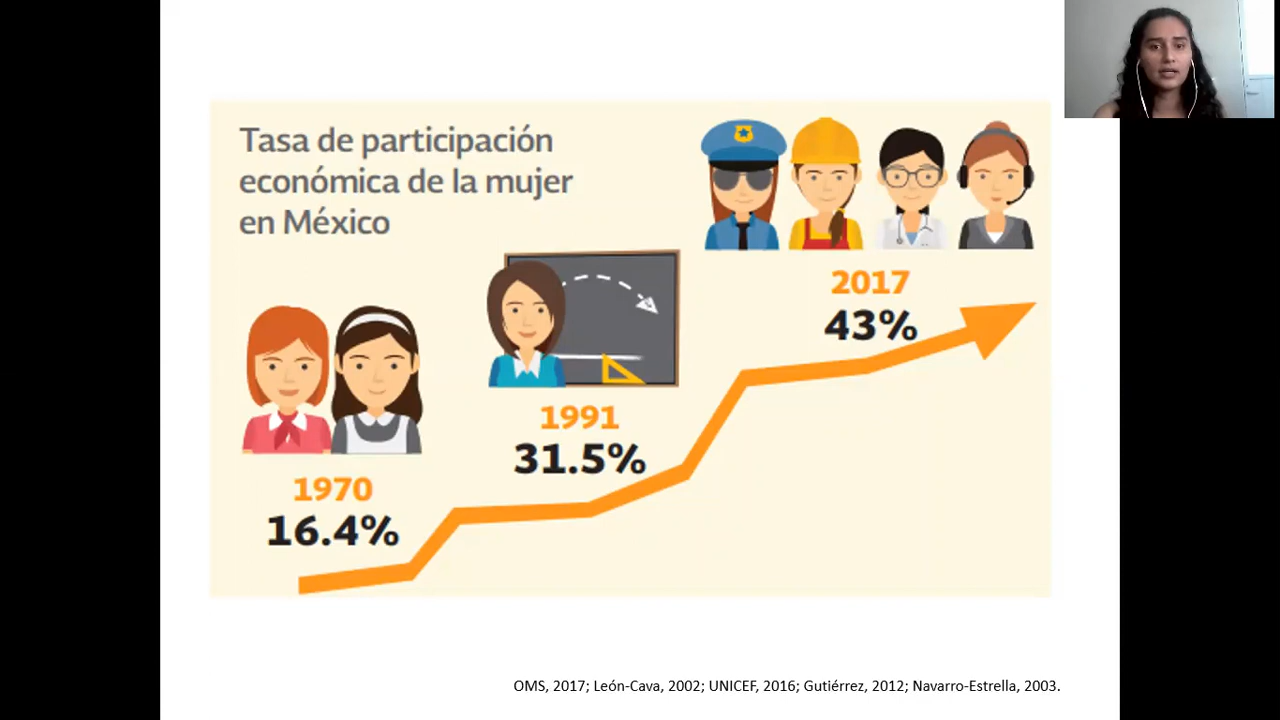 Tasa de participación
económica de la mujer
en México
2017
43%
1991
31.5%
1970
16.4%
OMS, 2017; León-Cava, 2002; UNICEF, 2016; Gutiérrez, 2012; Navarro-Estrella, 2003.